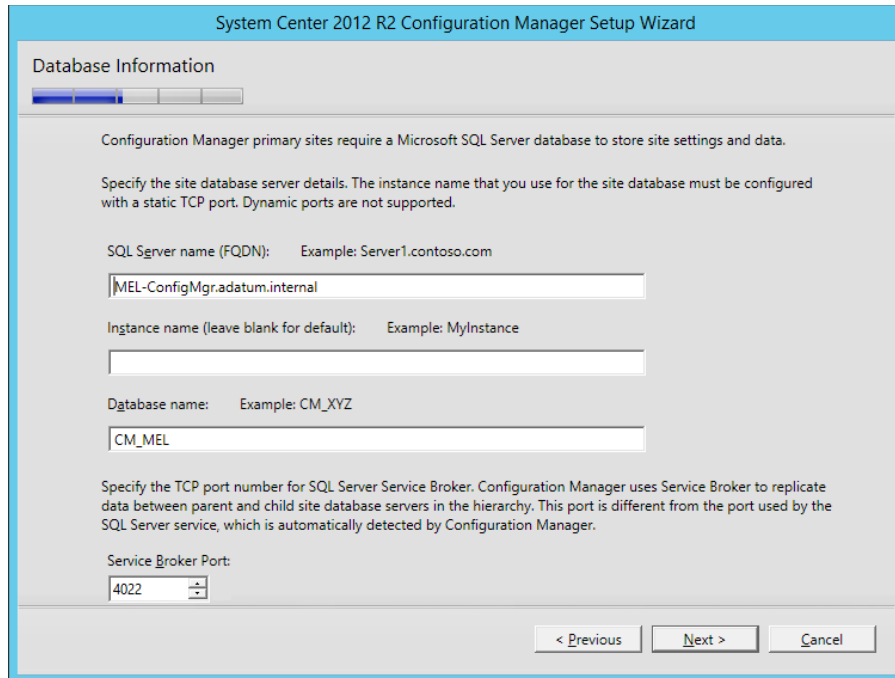 System Center 2012 R2 Configuration Manager Setup Wizard
Database Information
Configuration Manager primary sites require a Microsoft SQL Server database to store site settings and data.
Specify the site database server details. The instance name that you use for the site database must be configured
with a static TCP port. Dynamic ports are not supported.
SQL Server name (FQDN): Example: Server1.contoso.com
MEL-ConfigMgr.adatum.internal
Instance name (leave blank for default): Example: MyInstance
Database name: Example: CM_XYZ
CM_MEL
Specify the TCP port number for SQL Server Service Broker. Configuration Manager uses Service Broker to replicate
data between parent and child site database servers in the hierarchy. This port is different from the port used by the
SQL Server service, which is automatically detected by Configuration Manager.
Service Broker Port:
4022
< Previous Next > Cancel